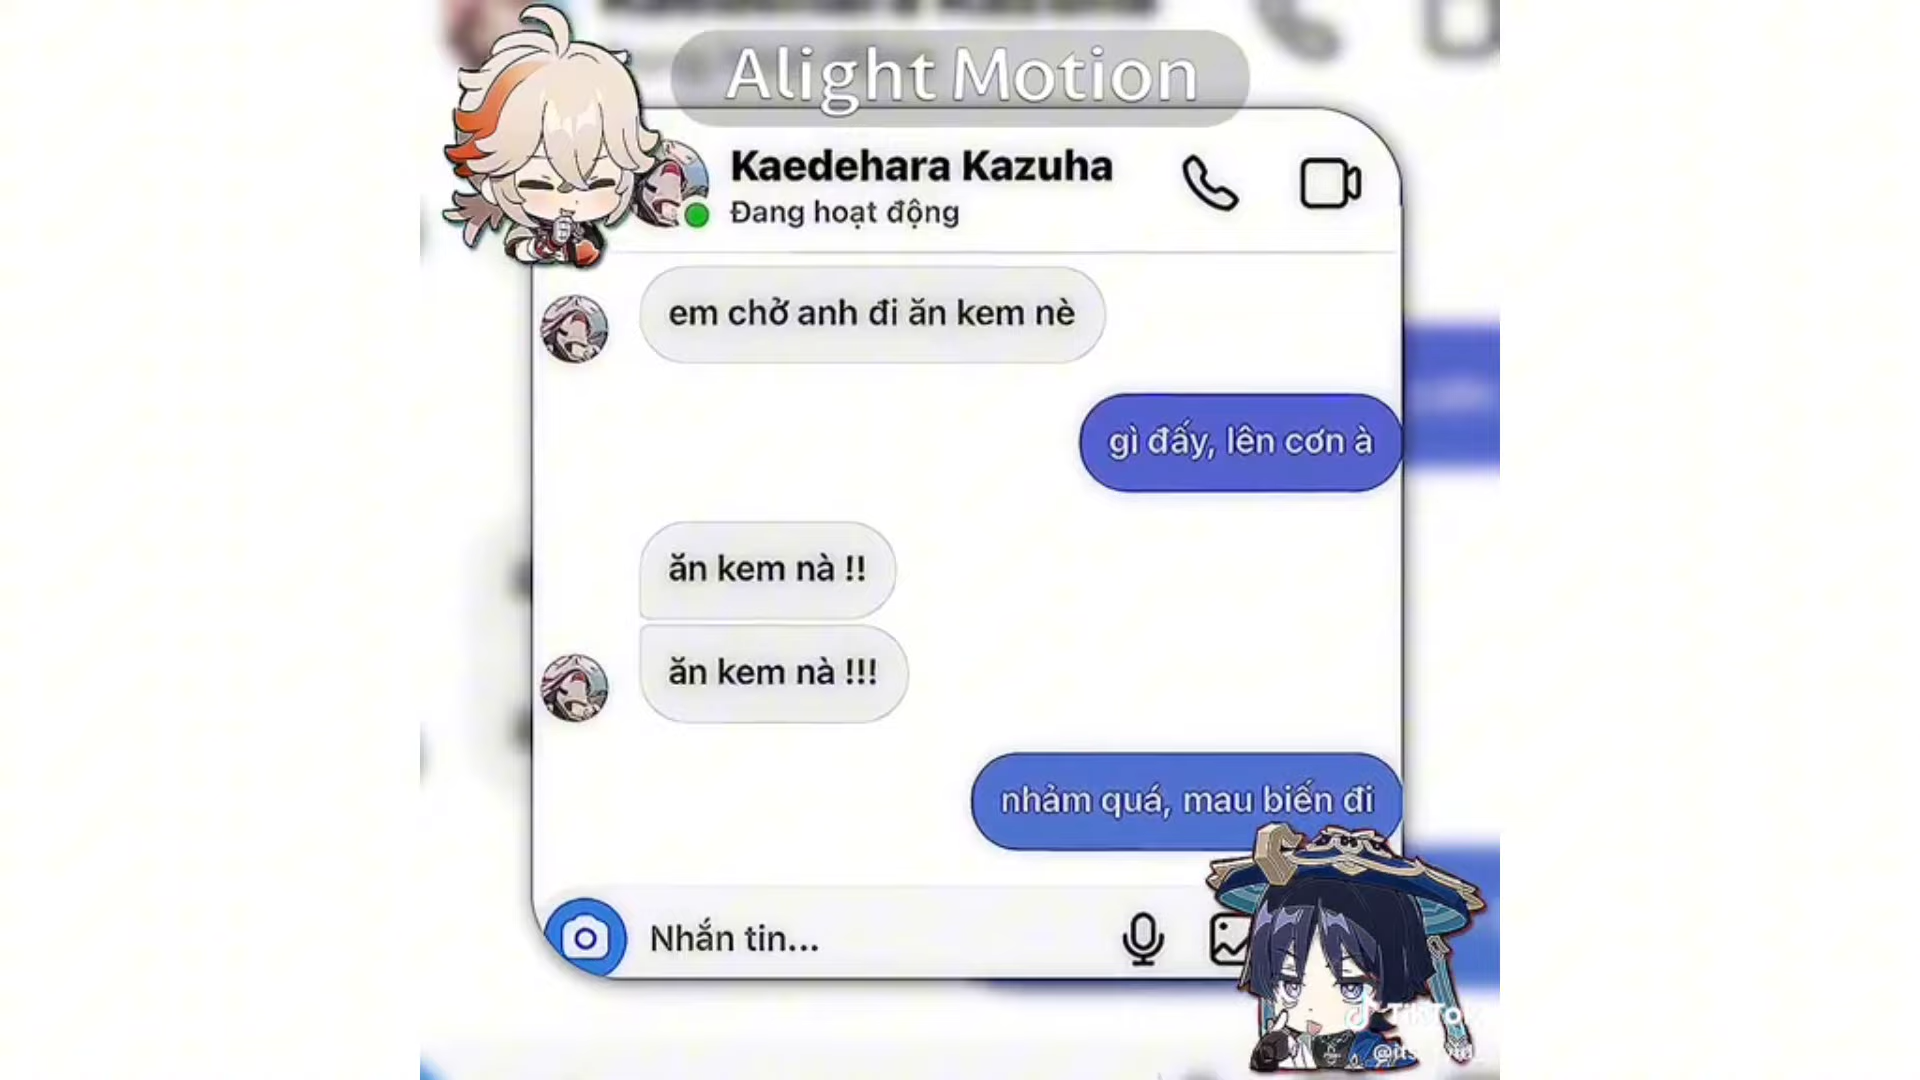 Alight Motion
Kaedehara Kazuha
Đang hoạt động
em chở anh đi ăn kem nè
gì đấy, lên cơn à
ăn kem nà !!
ăn kem nà !!!
nhảm quá, mau biến đi
Nhắn tin...